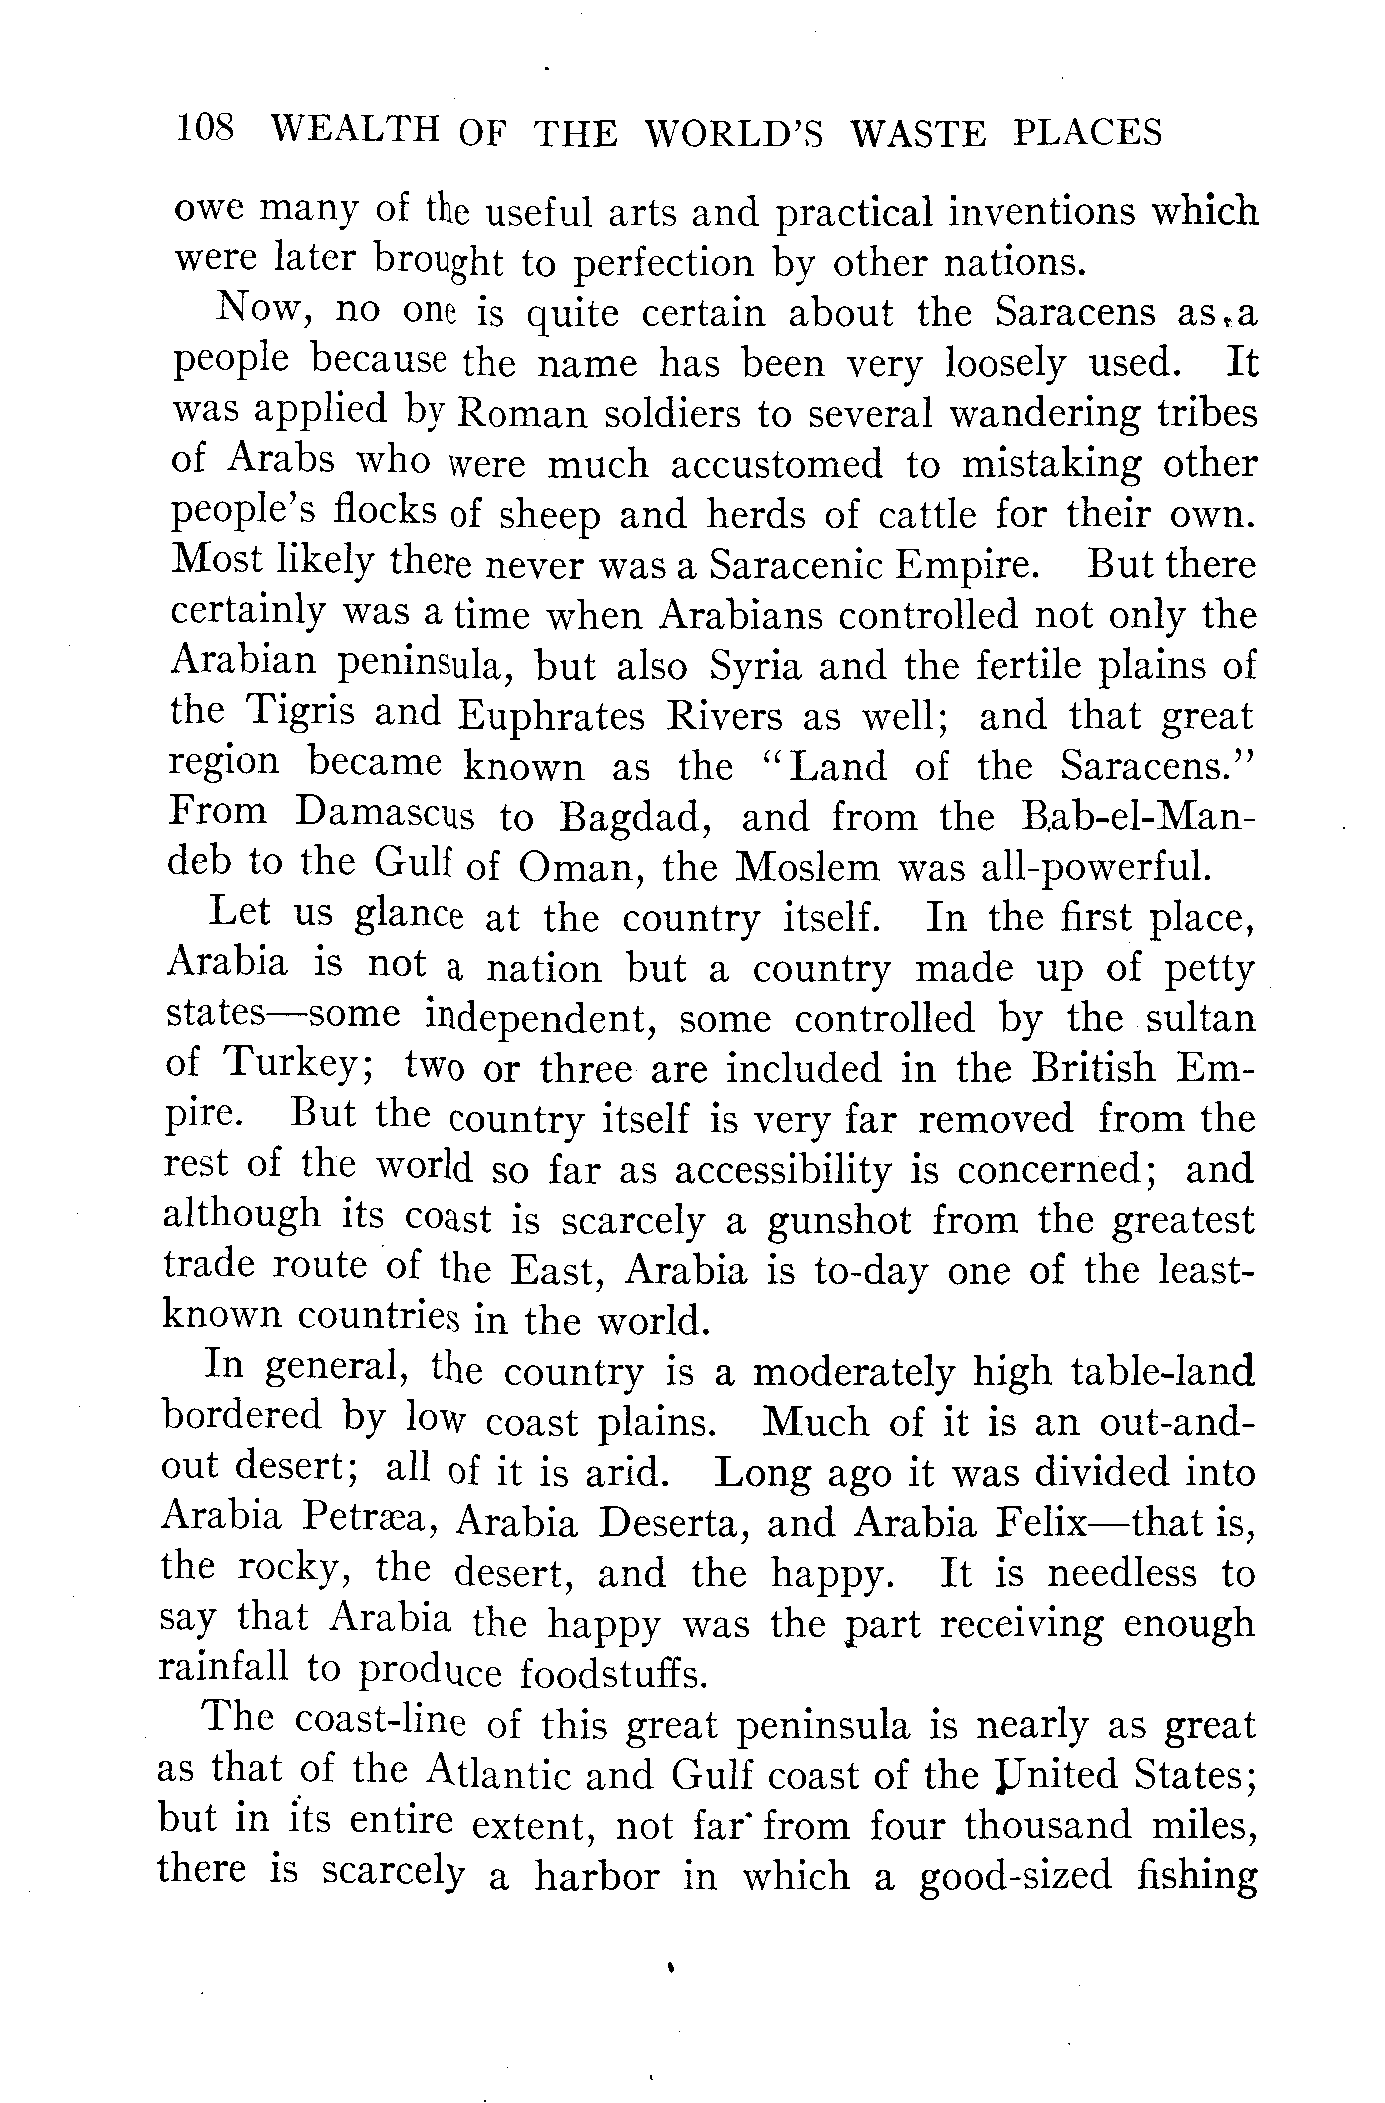 108 WEALTH OF THE WORLD'S WASTE PLACES
owe many of the useful arts and practical inventions which
were later brought to perfection by other nations.
Now, no one is quite certain about the Saracens as a
people because the name has been very loosely used. It
was applied by Roman soldiers to several wandering tribes
of Arabs who were much accustomed to mistaking other
people's flocks of sheep and herds of cattle for their own.
Most likely there never was a Saracenic Empire. But there
certainly was a time when Arabians controlled not only the
Arabian peninsula, but also Syria and the fertile plains of
the Tigris and Euphrates Rivers as well; and that great
region became known as the "Land of the Saracens."
From Damascus to Bagdad, and from the Bab-el-Man-
deb to the Gulf of Oman, the Moslem was all-powerful.
Let us glance at the country itself. In the first place,
Arabia is not a nation but a country made up of petty
states—some independent, some controlled by the sultan
of Turkey; two or three are included in the British Em-
pire. But the country itself is very far removed from the
rest of the world so far as accessibility is concerned; and
although its coast is scarcely a gunshot from the greatest
trade route of the East, Arabia is to-day one of the least-
known countries in the world.
In general, the country is a moderately high table-land
bordered by low coast plains. Much of it is an out-and-
out desert; all of it is arid. Long ago it was divided into
Arabia Petræa, Arabia Deserta, and Arabia Felix—that is,
the rocky, the desert, and the happy. It is needless to
say that Arabia the happy was the part receiving enough
rainfall to produce foodstuffs.
The coast-line of this great peninsula is nearly as great
as that of the Atlantic and Gulf coast of the United States;
but in its entire extent, not far from four thousand miles,
there is scarcely a harbor in which a good-sized fishing